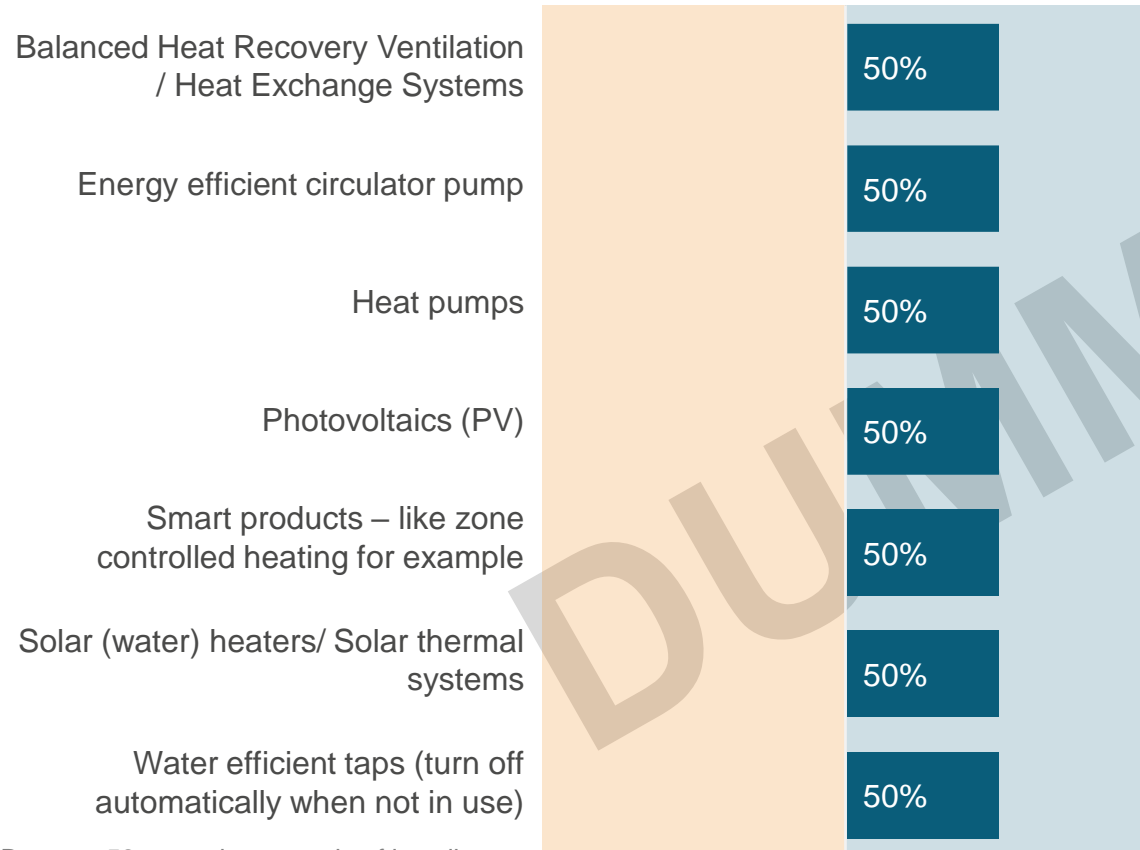 Balanced Heat Recovery Ventilation
/ Heat Exchange Systems
50%
Energy efficient circulator pump
50%
Heat pumps
50%
Photovoltaics (PV)
50%
Smart products – like zone
controlled heating for example
50%
Solar (water) heaters/ Solar thermal
systems
50%
Water efficient taps (turn off
automatically when not in use)
50%
DUMM